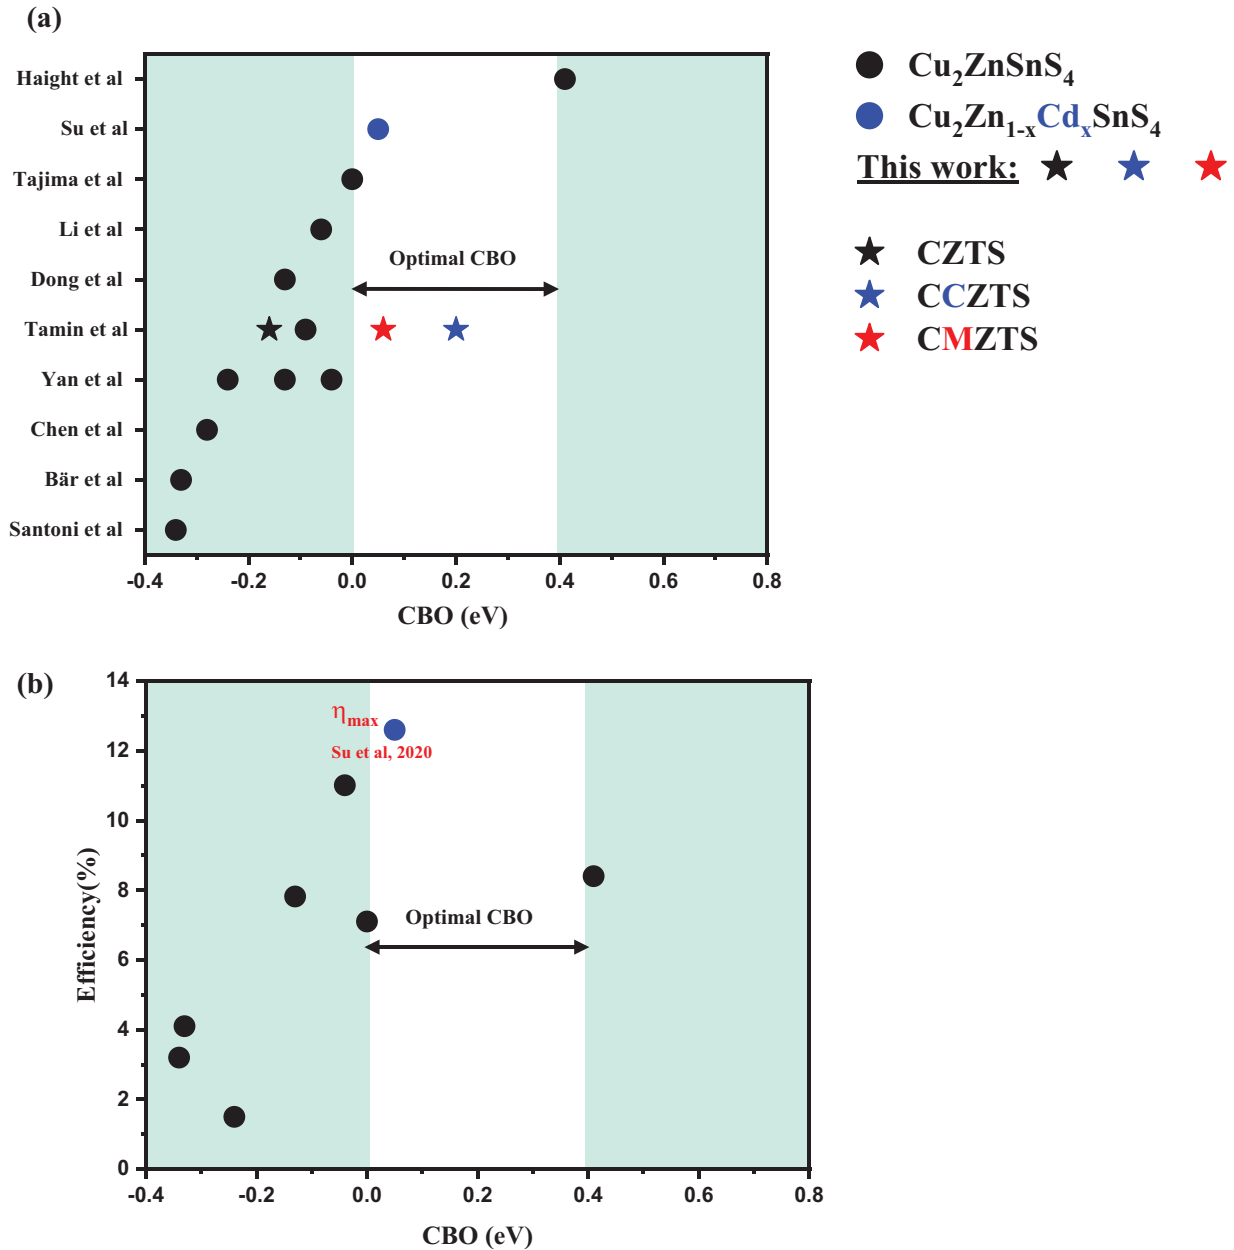 (a)
Haight et al
Su et al
Tajima et al
Li et al
Dong et al
Tamin et al
Yan et al
Chen et al
Bär et al
Santoni et al
Optimal CBO
-0.4 -0.2 0.0 0.2 0.4 0.6 0.8
CBO (eV)
Cu₂ZnSnS₄
Cu₂Zn₁₋ₓCdₓSnS₄
This work:
CZTS
CCZTS
CMZTS
(b)
14
12
10
8
6
4
2
0
Efficiency(%)
ηmax
Su et al, 2020
Optimal CBO
-0.4 -0.2 0.0 0.2 0.4 0.6 0.8
CBO (eV)